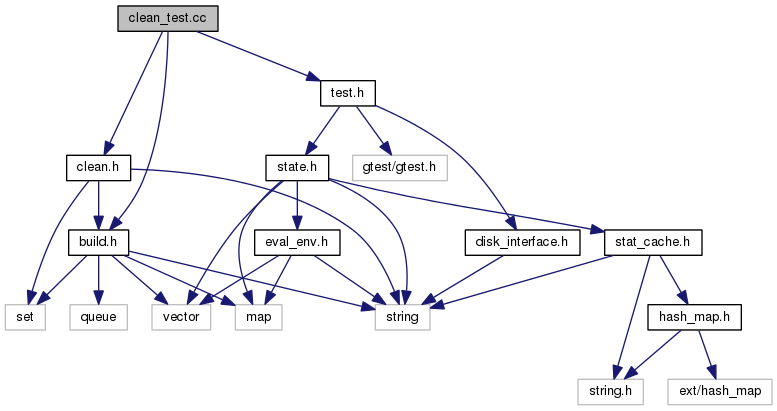 clean_test.cc
test.h
clean.h
state.h
gtest/gtest.h
build.h
eval_env.h
disk_interface.h
stat_cache.h
set
queue
vector
map
string
hash_map.h
string.h
ext/hash_map